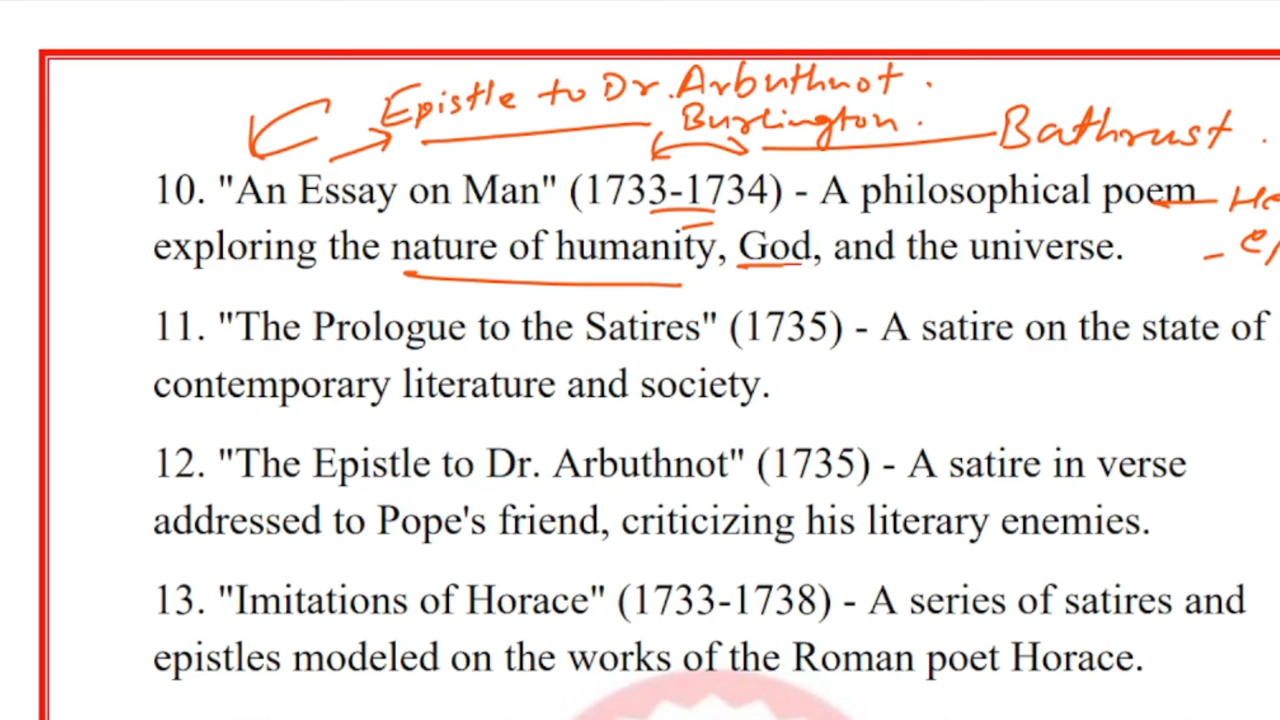 Epistle to Dr. Arbuthnot.
Burlington.
Bathrust.
10. "An Essay on Man" (1733-1734) - A philosophical poem
exploring the nature of humanity, God, and the universe.
11. "The Prologue to the Satires" (1735) - A satire on the state of
contemporary literature and society.
12. "The Epistle to Dr. Arbuthnot" (1735) - A satire in verse
addressed to Pope's friend, criticizing his literary enemies.
13. "Imitations of Horace" (1733-1738) - A series of satires and
epistles modeled on the works of the Roman poet Horace.